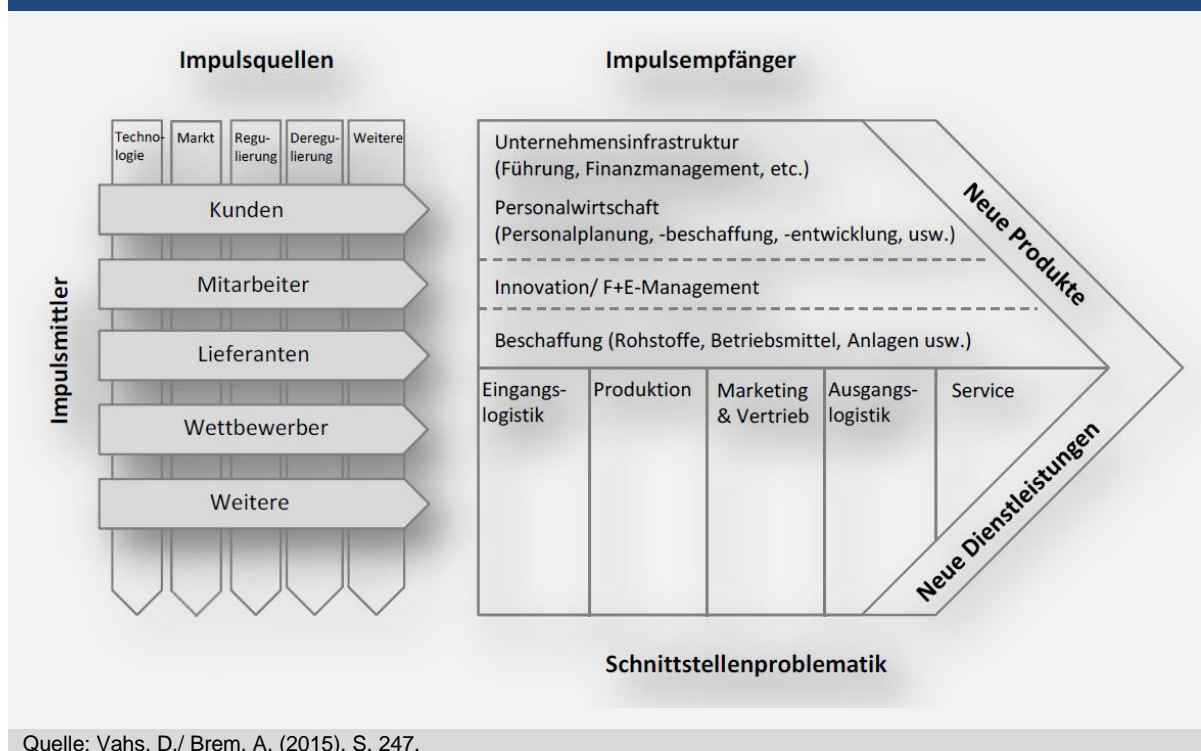 Impulsquellen
Impulsempfänger
Techno-
logie
Markt
Regu-
lierung
Deregu-
lierung
Weitere
Impulsmittler
Kunden
Mitarbeiter
Lieferanten
Wettbewerber
Weitere
Unternehmensinfrastruktur
(Führung, Finanzmanagement, etc.)
Personalwirtschaft
(Personalplanung, -beschaffung, -entwicklung, usw.)
Innovation/ F+E-Management
Beschaffung (Rohstoffe, Betriebsmittel, Anlagen usw.)
Eingangs-
logistik
Produktion
Marketing
& Vertrieb
Ausgangs-
logistik
Service
Neue Produkte
Neue Dienstleistungen
Schnittstellenproblematik
Quelle: Vahs, D./ Brem, A. (2015), S. 247.